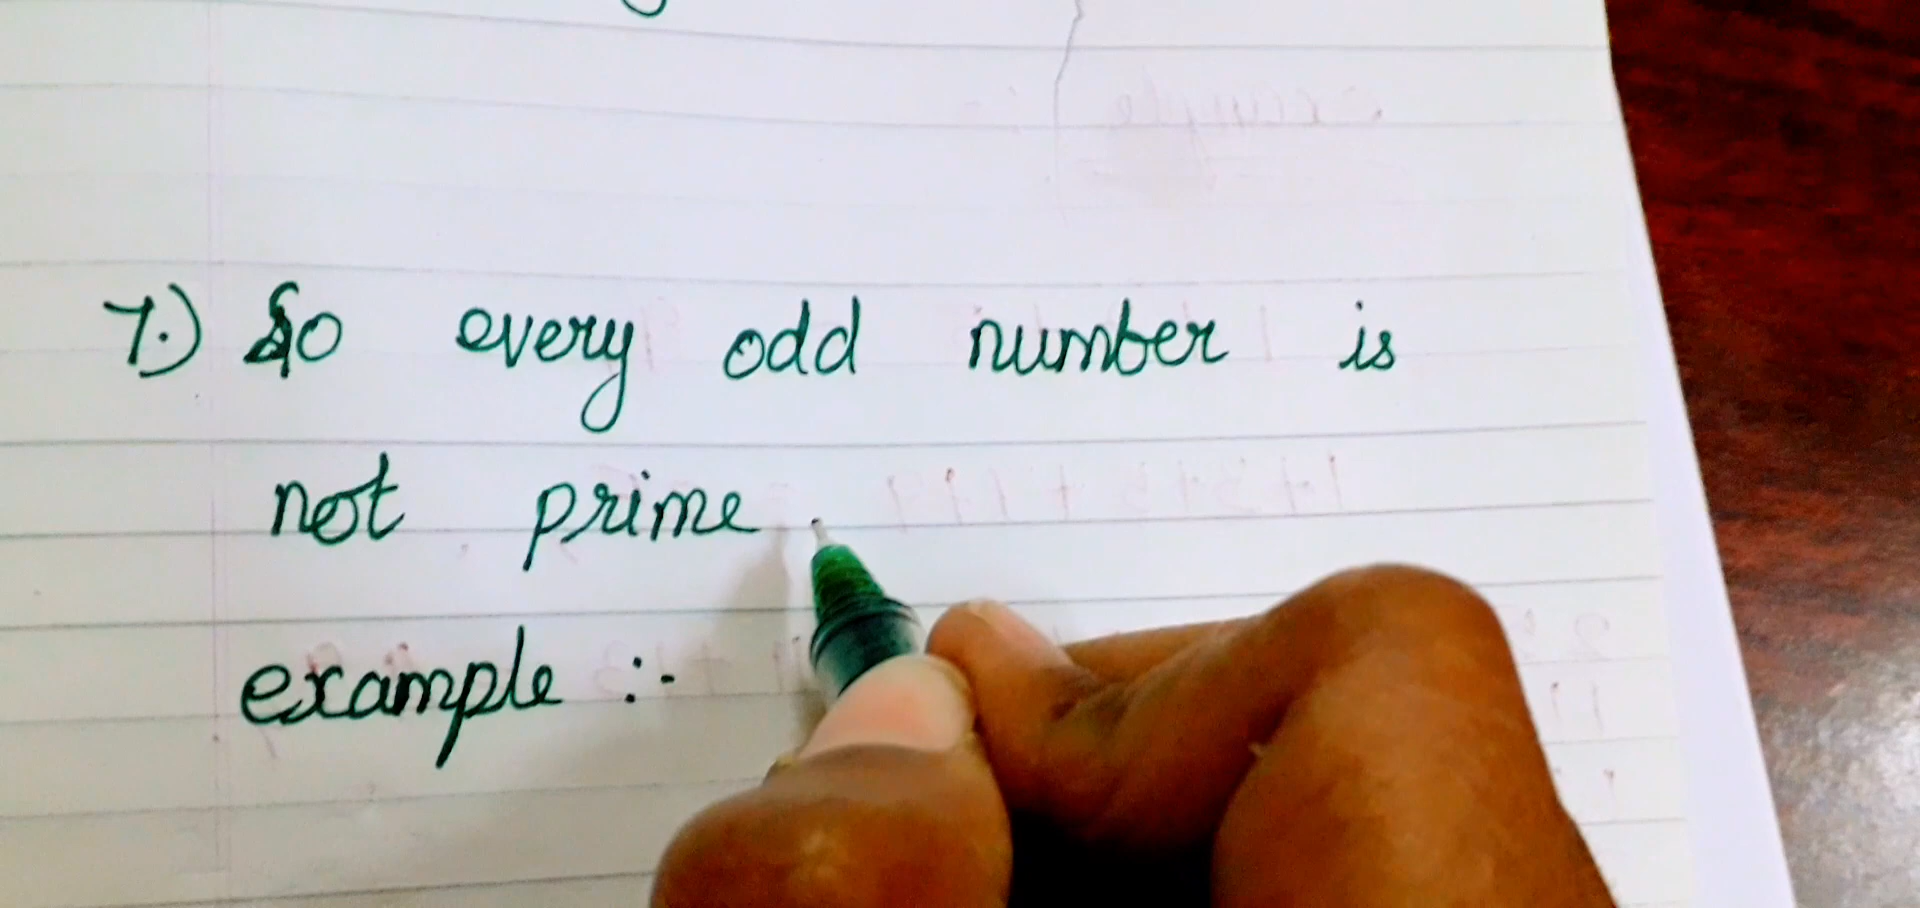 7.) So every odd number is
not prime.
example :-